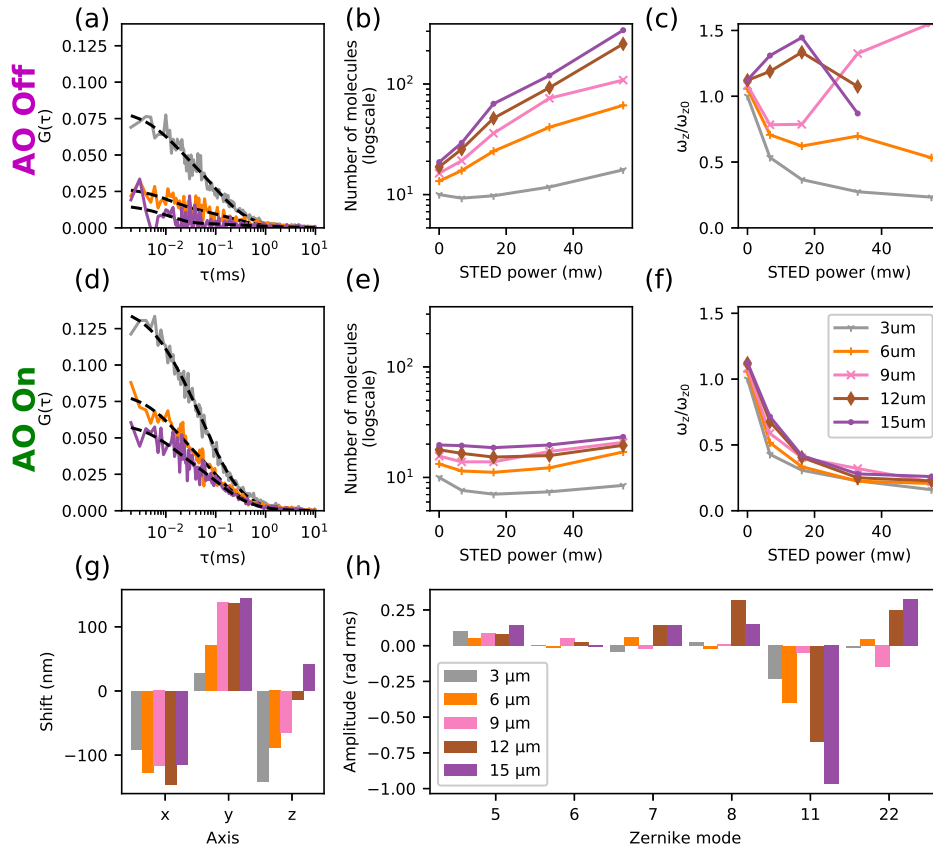 (a)
(b)
(c)
AO Off
G(τ)
0.125
0.100
0.075
0.050
0.025
0.000
10⁻²
10⁻¹
10⁰
10¹
τ(ms)
Number of molecules
(logscale)
10²
10¹
0
20
40
STED power (mw)
ω_z/ω_z0
1.5
1.0
0.5
0.0
0
20
40
STED power (mw)
(d)
(e)
(f)
AO On
G(τ)
0.125
0.100
0.075
0.050
0.025
0.000
10⁻²
10⁻¹
10⁰
10¹
τ(ms)
Number of molecules
(logscale)
10²
10¹
0
20
40
STED power (mw)
ω_z/ω_z0
1.5
1.0
0.5
0.0
0
20
40
STED power (mw)
3um
6um
9um
12um
15um
(g)
(h)
Shift (nm)
100
0
−100
x
y
z
Axis
Amplitude (rad rms)
0.25
0.00
−0.25
−0.50
−0.75
−1.00
3 μm
6 μm
9 μm
12 μm
15 μm
5
6
7
8
11
22
Zernike mode